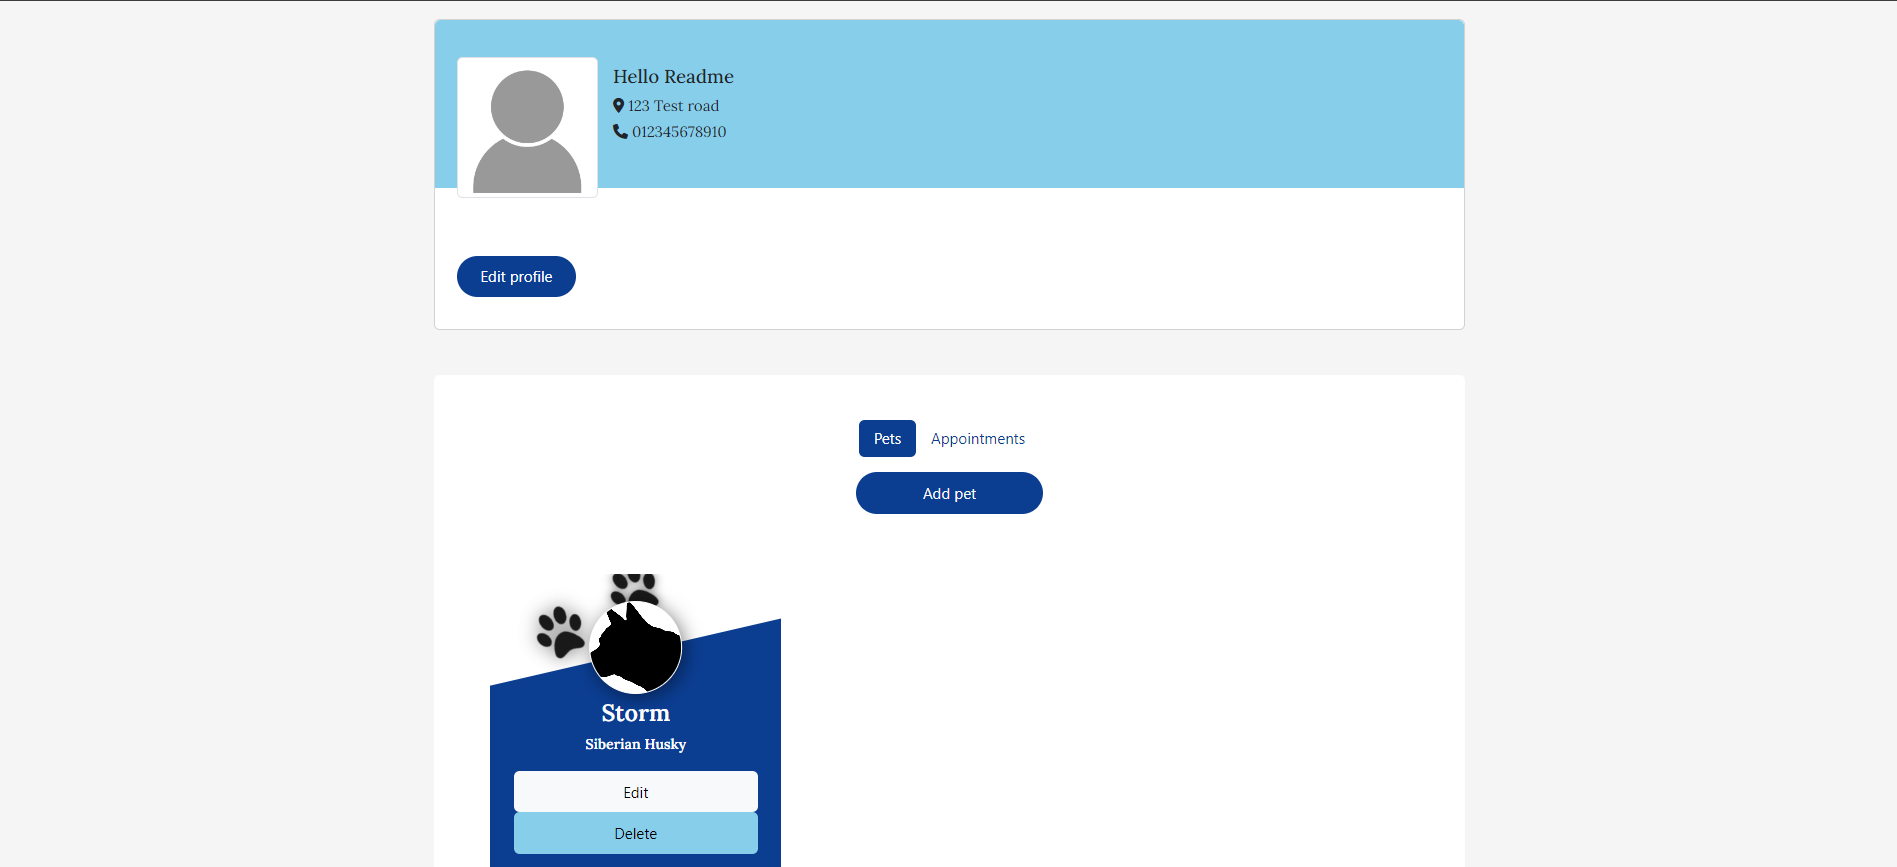 Hello Readme
123 Test road
012345678910
Edit profile
Pets
Appointments
Add pet
Storm
Siberian Husky
Edit
Delete